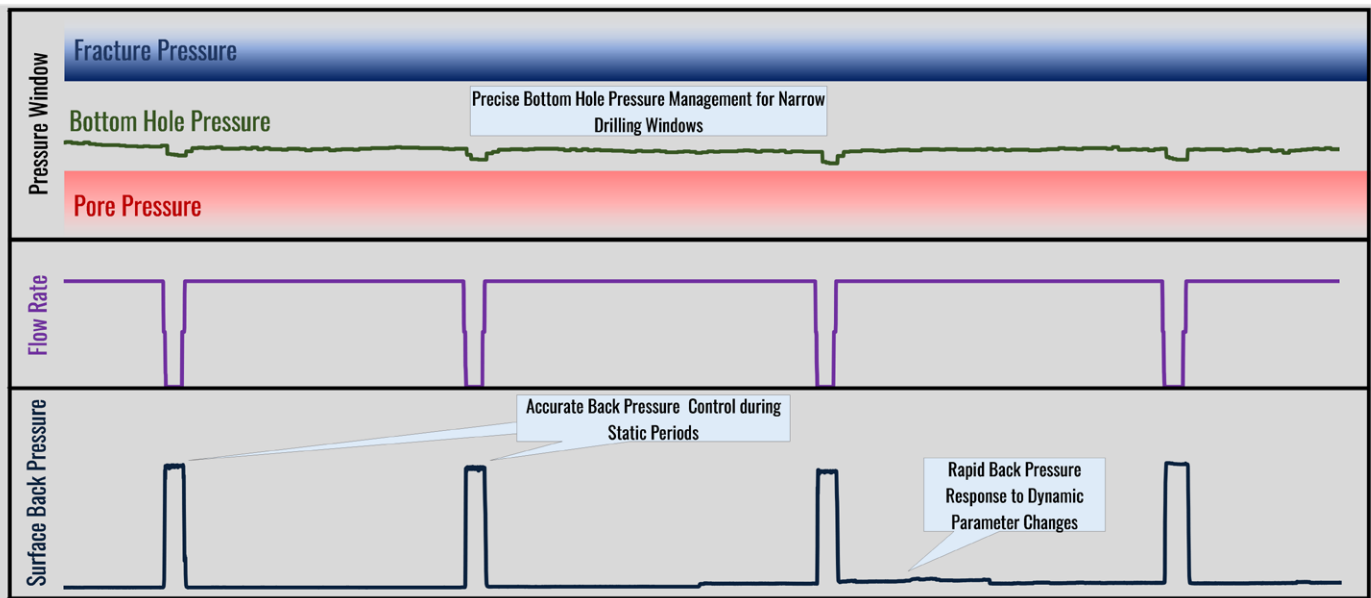 Pressure Window
Fracture Pressure
Bottom Hole Pressure
Precise Bottom Hole Pressure Management for Narrow
Drilling Windows
Pore Pressure
Flow Rate
Surface Back Pressure
Accurate Back Pressure Control during
Static Periods
Rapid Back Pressure
Response to Dynamic
Parameter Changes